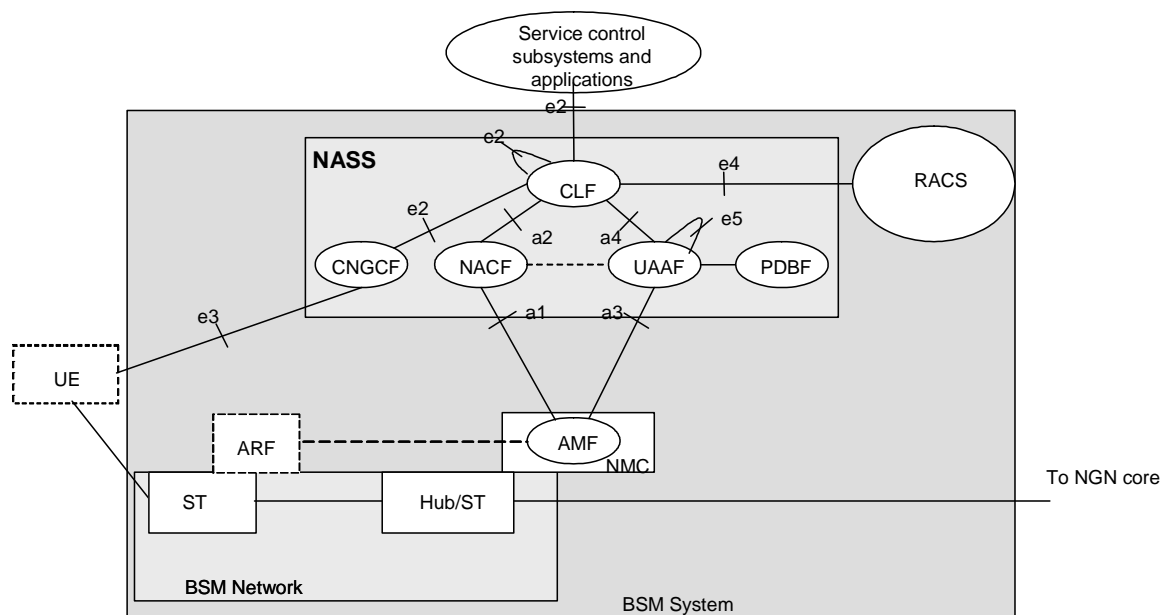 Service control
subsystems and
applications
e2
e2
NASS
e4
RACS
CLF
e2
a2
a4
e5
CNGCF
NACF
UAAF
PDBF
e3
a1
a3
UE
ARF
AMF
NMC
To NGN core
ST
Hub/ST
BSM Network
BSM System